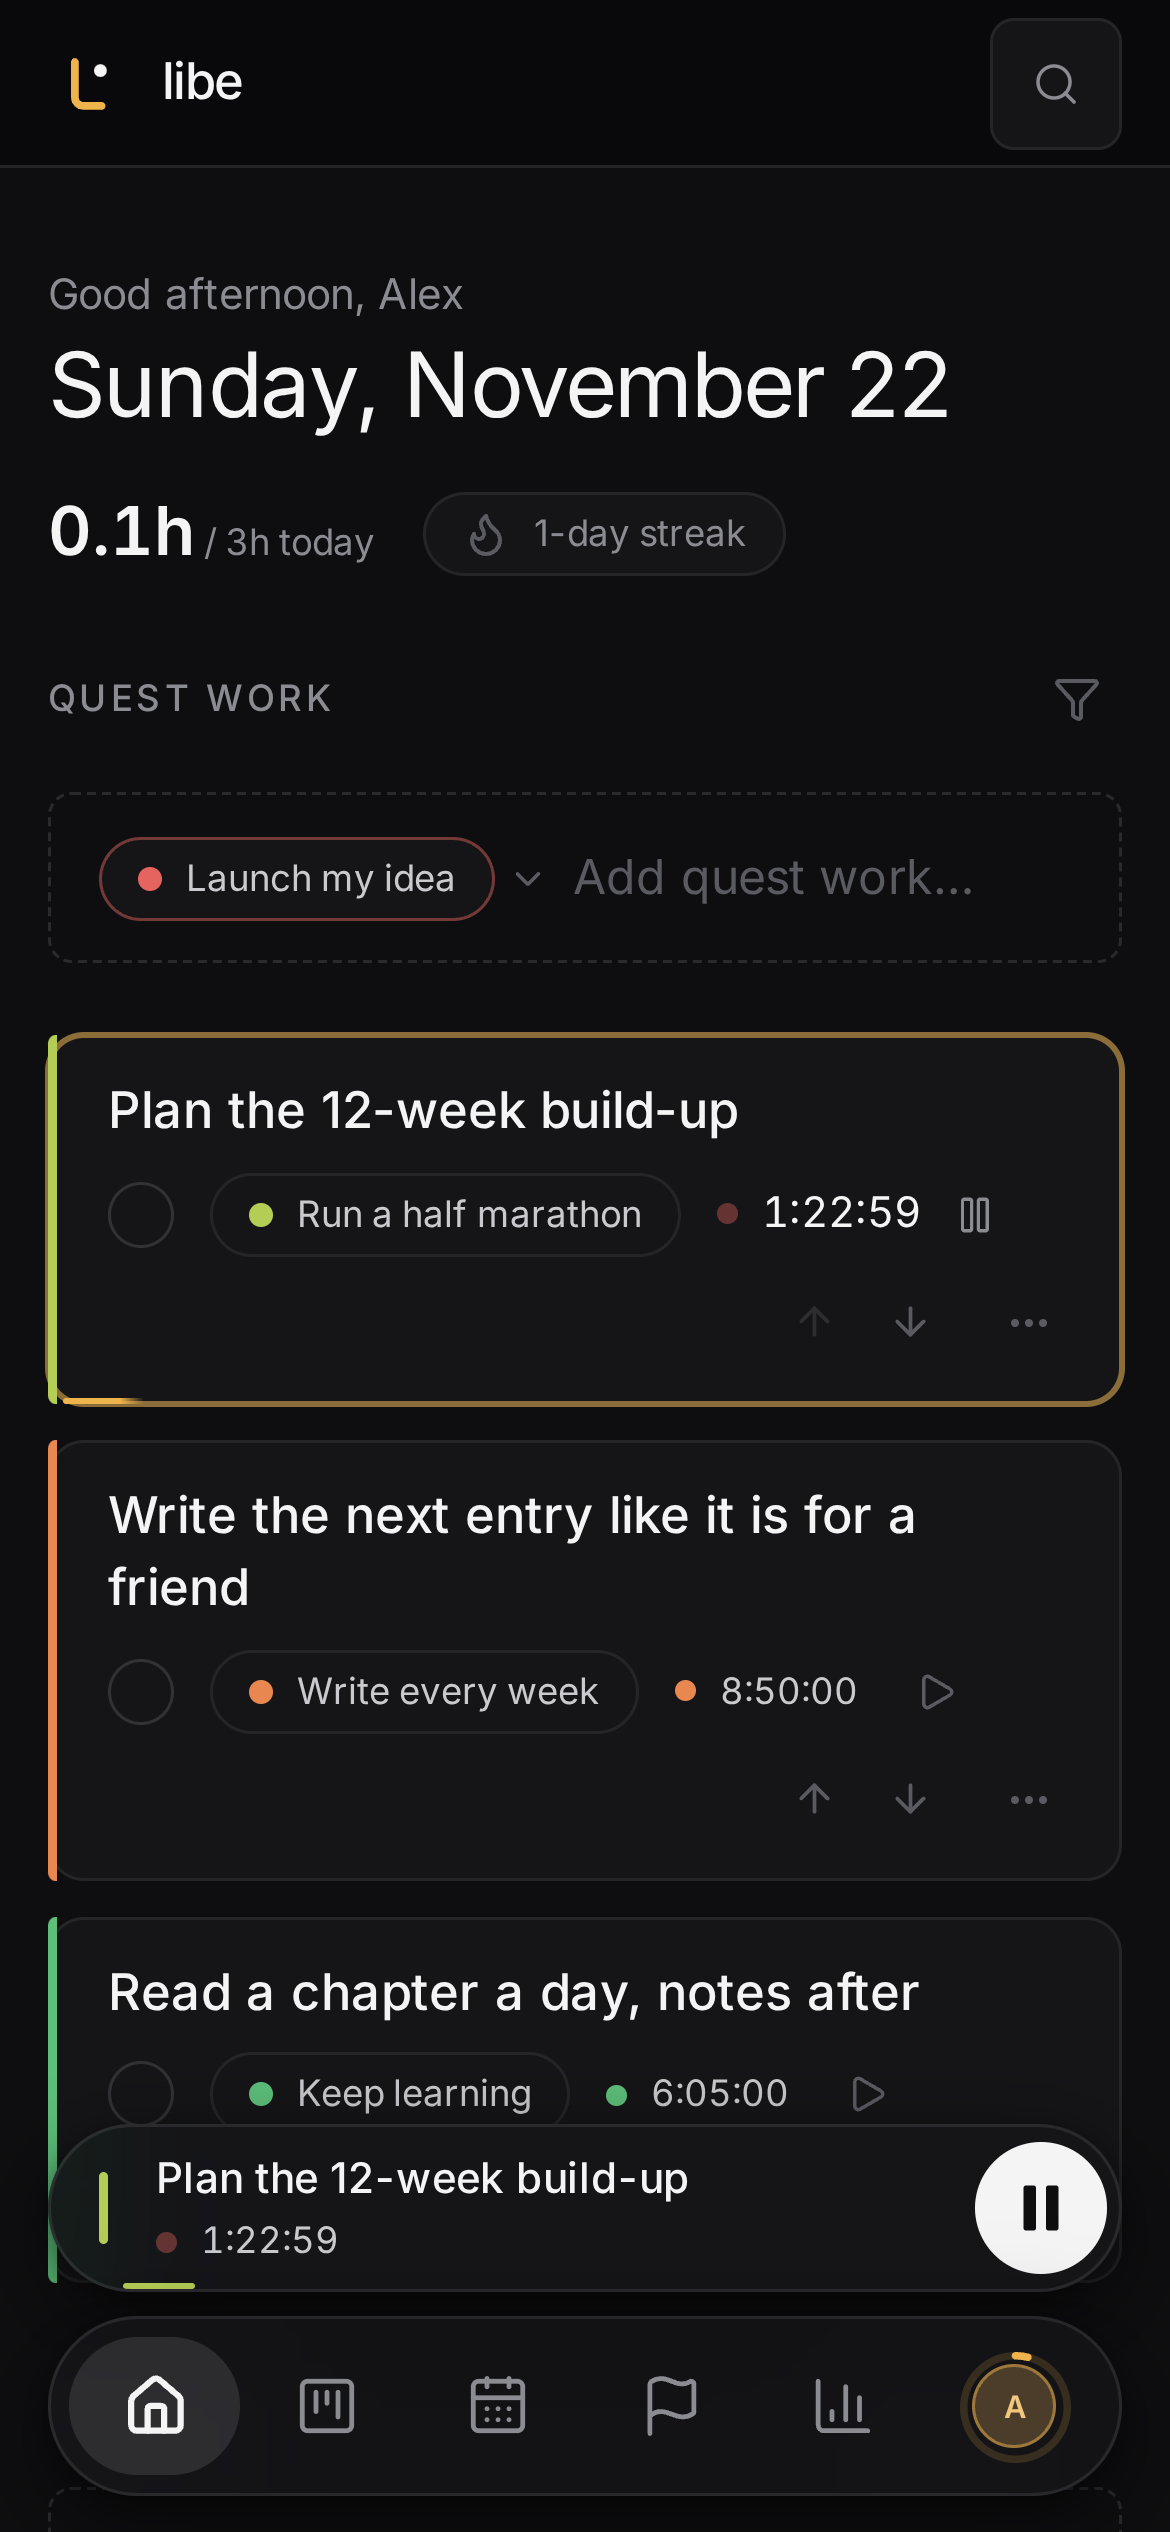 libe
Good afternoon, Alex
Sunday, November 22
0.1h / 3h today
1-day streak
QUEST WORK
Launch my idea
Add quest work...
Plan the 12-week build-up
Run a half marathon
1:22:59
Write the next entry like it is for a
friend
Write every week
8:50:00
Read a chapter a day, notes after
Keep learning
6:05:00
Plan the 12-week build-up
1:22:59
A